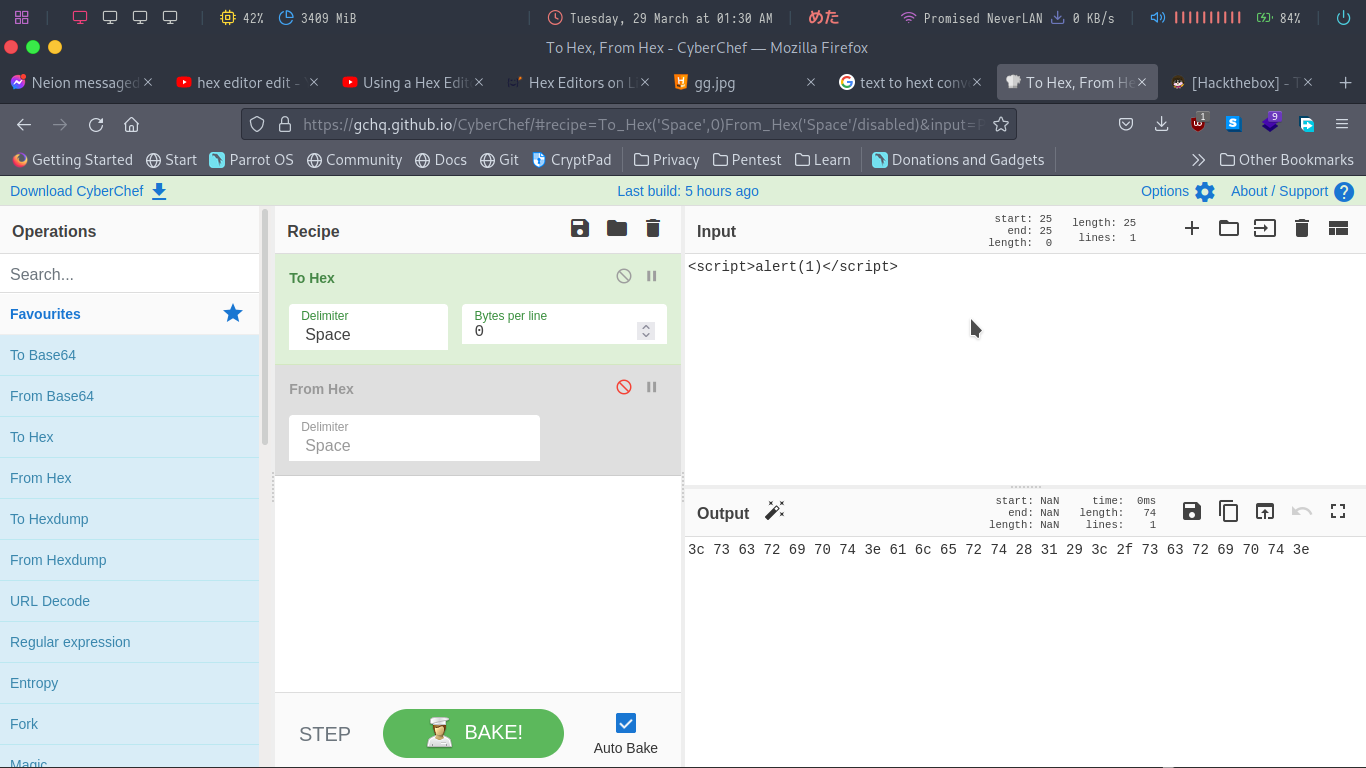 42% 3409 MiB Tuesday, 29 March at 01:30 AM めた Promised NeverLAN 0 KB/s 84%
To Hex, From Hex - CyberChef — Mozilla Firefox
Neion messaged hex editor edit - Using a Hex Edit Hex Editors on Li gg.jpg text to hext conv To Hex, From He [Hackthebox] - T
https://gchq.github.io/CyberChef/#recipe=To_Hex('Space',0)From_Hex('Space'/disabled)&input= 1 9
Getting Started Start Parrot OS Community Docs Git CryptPad Privacy Pentest Learn Donations and Gadgets Other Bookmarks
Download CyberChef Last build: 5 hours ago Options About / Support
Operations
Search...
Favourites
To Base64
From Base64
To Hex
From Hex
To Hexdump
From Hexdump
URL Decode
Regular expression
Entropy
Fork
Magic
Recipe
To Hex
Delimiter
Space
Bytes per line
0
From Hex
Delimiter
Space
STEP
BAKE!
Auto Bake
Input
start: 25 length: 25
end: 25 lines: 1
length: 0
<script>alert(1)</script>
Output
start: NaN time: 0ms
end: NaN length: 74
length: NaN lines: 1
3c 73 63 72 69 70 74 3e 61 6c 65 72 74 28 31 29 3c 2f 73 63 72 69 70 74 3e